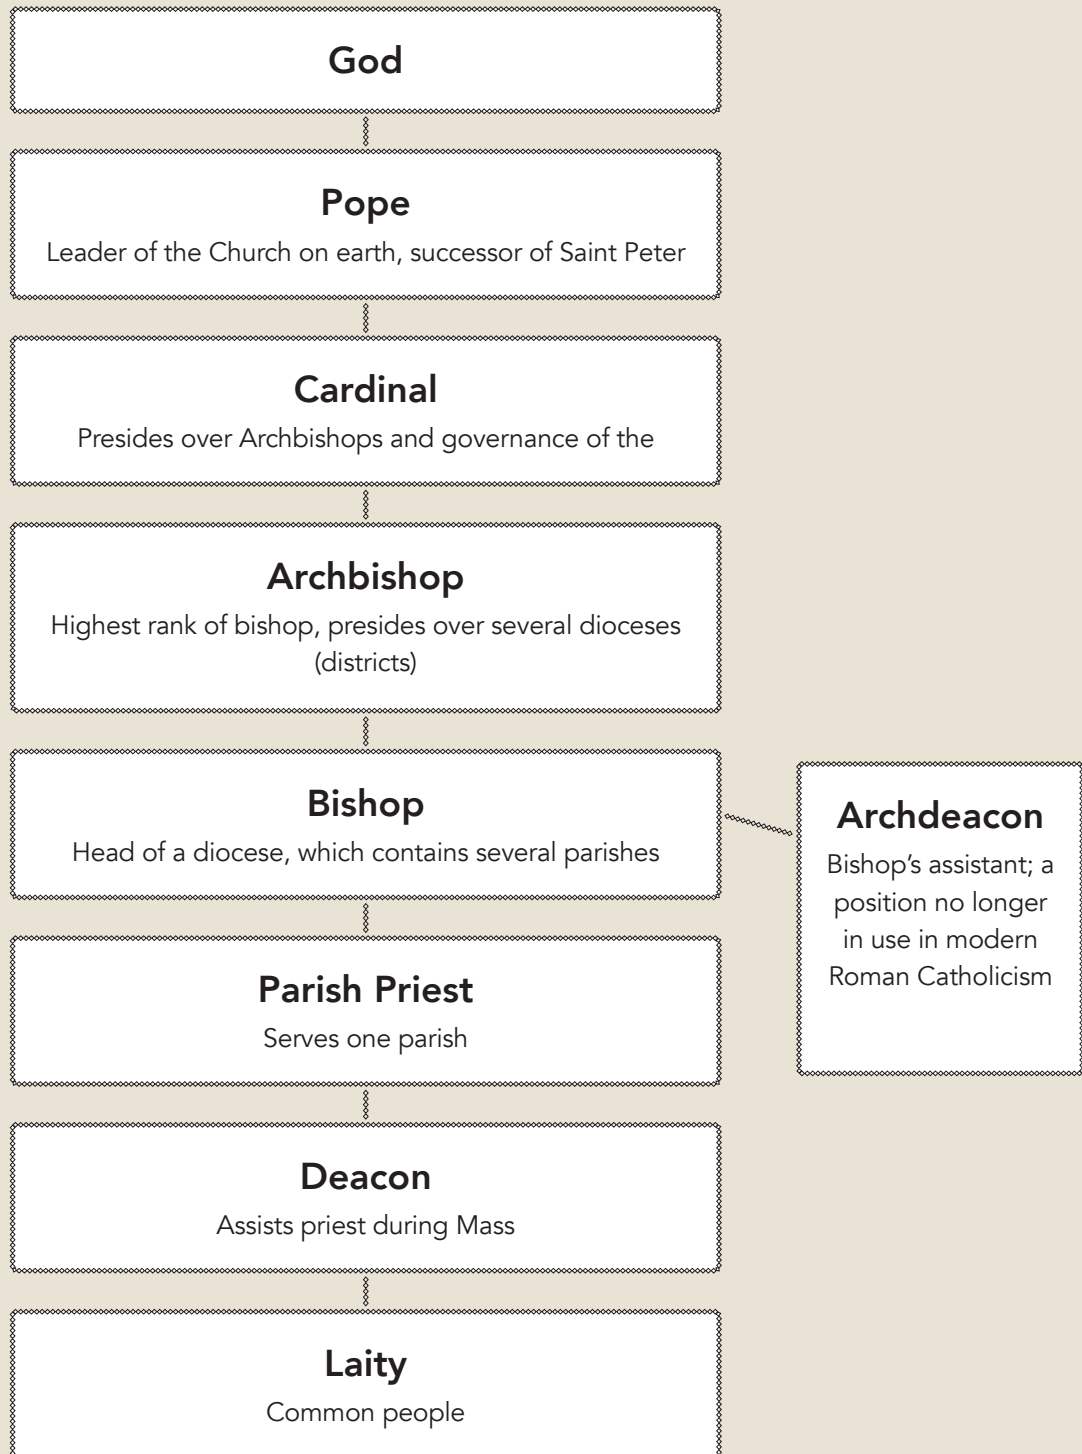 God
Pope
Leader of the Church on earth, successor of Saint Peter
Cardinal
Presides over Archbishops and governance of the
Archbishop
Highest rank of bishop, presides over several dioceses
(districts)
Bishop
Head of a diocese, which contains several parishes
Archdeacon
Bishop’s assistant; a
position no longer
in use in modern
Roman Catholicism
Parish Priest
Serves one parish
Deacon
Assists priest during Mass
Laity
Common people